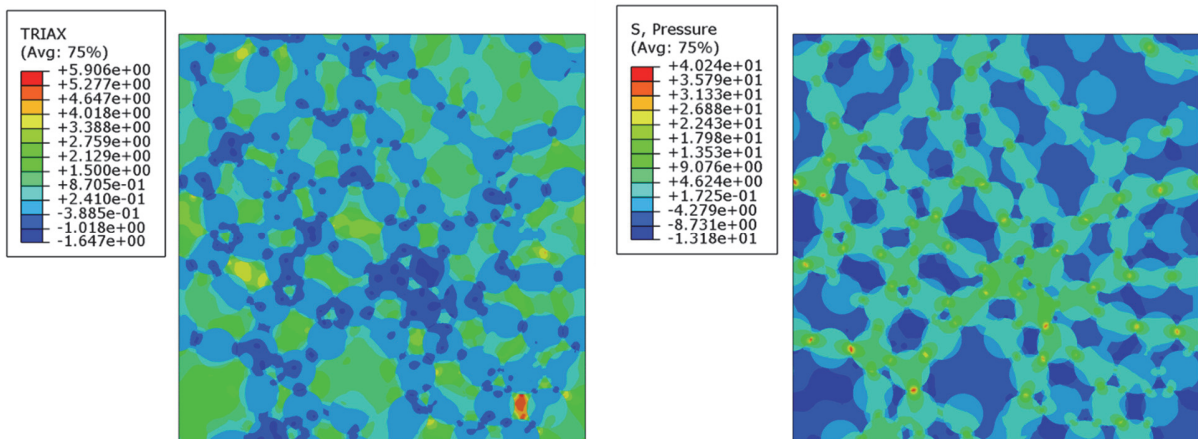 TRIAX
(Avg: 75%)
+5.906e+00
+5.277e+00
+4.647e+00
+4.018e+00
+3.388e+00
+2.759e+00
+2.129e+00
+1.500e+00
+8.705e-01
+2.410e-01
-3.885e-01
-1.018e+00
-1.647e+00
S, Pressure
(Avg: 75%)
+4.024e+01
+3.579e+01
+3.133e+01
+2.688e+01
+2.243e+01
+1.798e+01
+1.353e+01
+9.076e+00
+4.624e+00
+1.725e-01
-4.279e+00
-8.731e+00
-1.318e+01